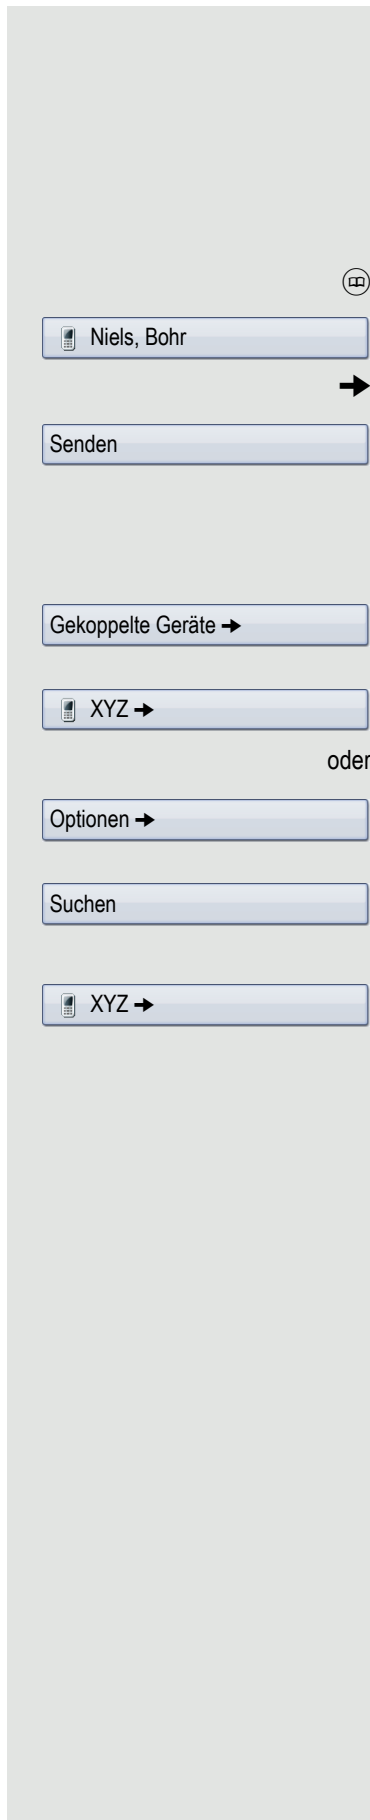 Niels, Bohr
Senden
Gekoppelte Geräte →
XYZ →
oder
Optionen →
Suchen
XYZ →